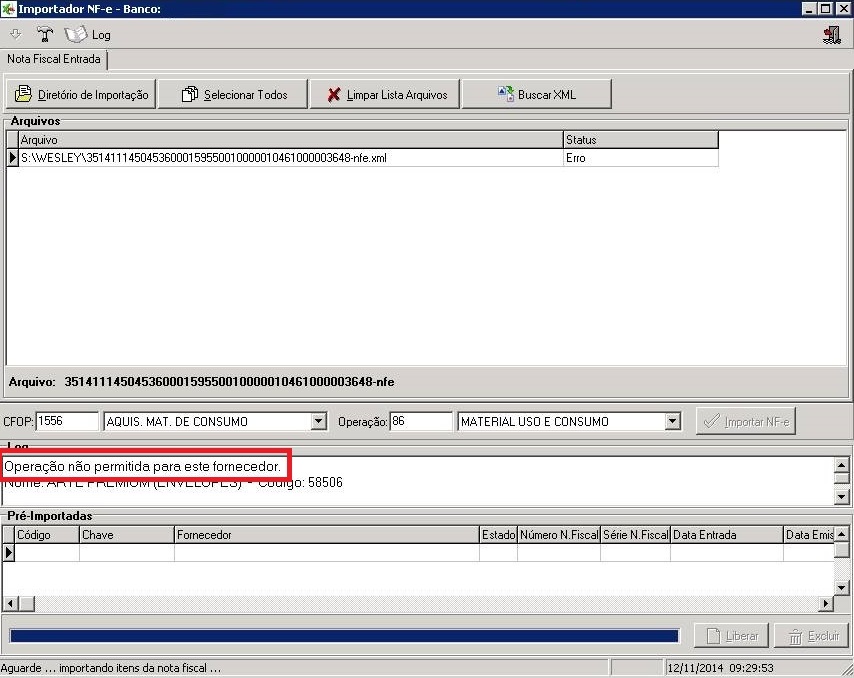 Importador NF-e - Banco:
Log
Nota Fiscal Entrada
Diretório de Importação Selecionar Todos Limpar Lista Arquivos Buscar XML
Arquivos
Arquivo Status
S:\WESLEY\35141114504536000159550010000010461000003648-nfe.xml Erro
Arquivo: 35141114504536000159550010000010461000003648-nfe
CFOP: 1556 AQUIS. MAT. DE CONSUMO Operação: 86 MATERIAL USO E CONSUMO Importar NF-e
Log
Operação não permitida para este fornecedor.
Nome: ARTE PREMIOM (ENVELOPES) - Código: 58506
Pré-Importadas
Código Chave Fornecedor Estado Número N.Fiscal Série N.Fiscal Data Entrada Data Emis
Liberar Excluir
Aguarde ... importando itens da nota fiscal ... 12/11/2014 09:29:53